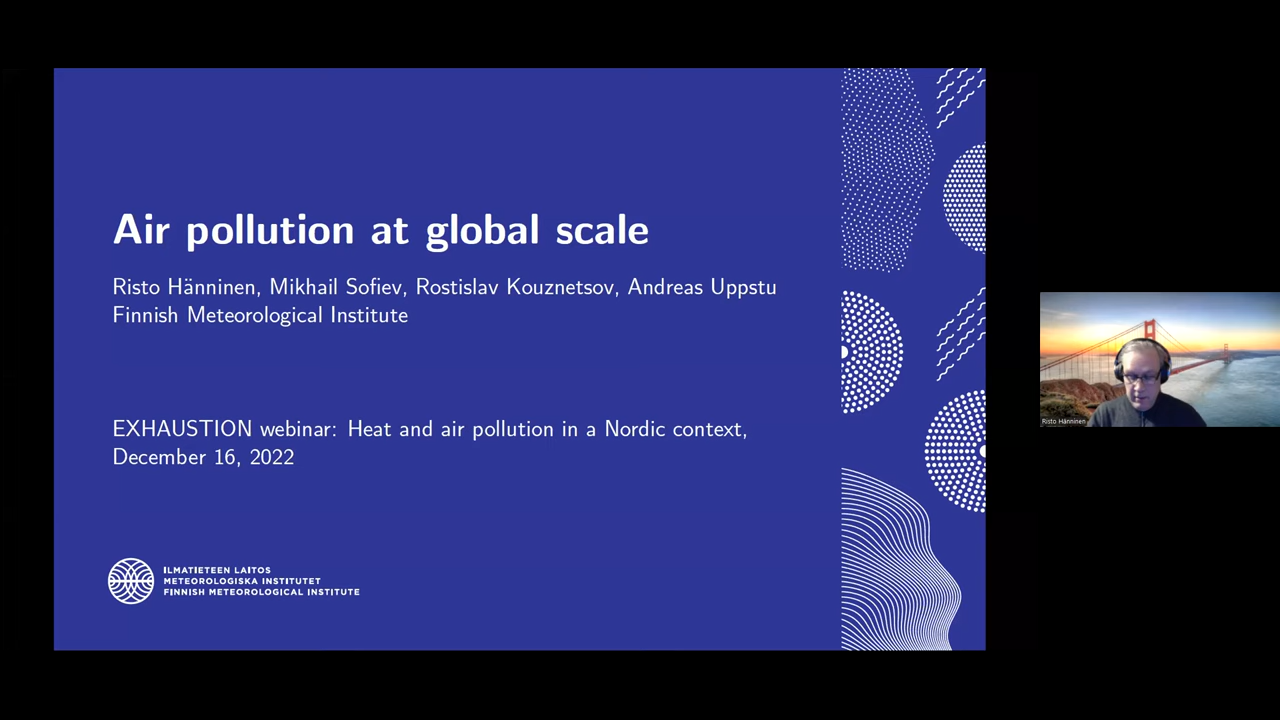 Air pollution at global scale
Risto Hänninen, Mikhail Sofiev, Rostislav Kouznetsov, Andreas Uppstu
Finnish Meteorological Institute
EXHAUSTION webinar: Heat and air pollution in a Nordic context,
December 16, 2022
ILMATIETEEN LAITOS
METEOROLOGISKA INSTITUTET
FINNISH METEOROLOGICAL INSTITUTE
Risto Hänninen